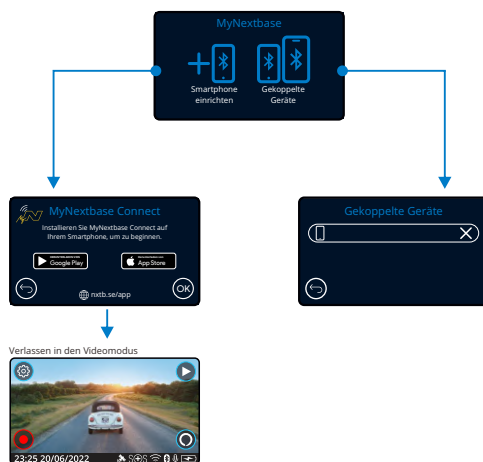 MyNextbase
Smartphone
einrichten
Gekoppelte
Geräte
MyNextbase Connect
Installieren Sie MyNextbase Connect auf
Ihrem Smartphone, um zu beginnen.
Google Play
App Store
nxtb.se/app
OK
Gekoppelte Geräte
Verlassen in den Videomodus
23:25 20/06/2022
SOS